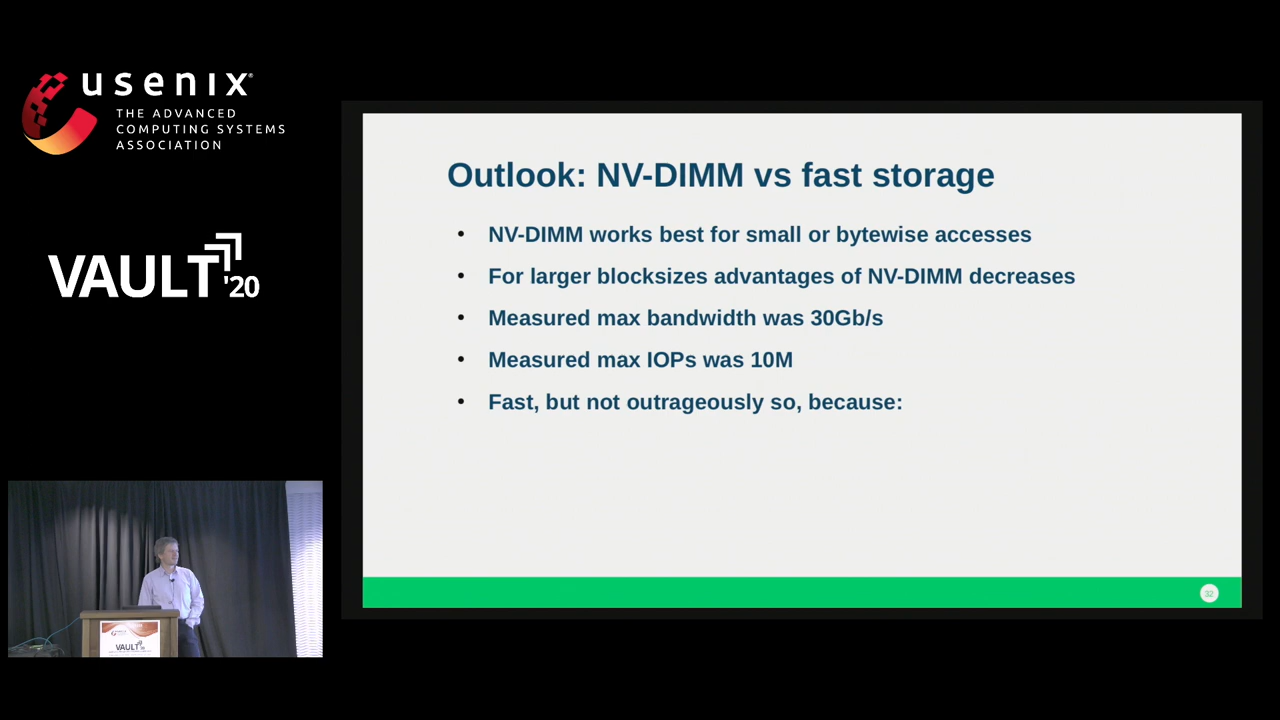 usenix®
THE ADVANCED
COMPUTING SYSTEMS
ASSOCIATION
VAULT '20
Outlook: NV-DIMM vs fast storage
• NV-DIMM works best for small or bytewise accesses
• For larger blocksizes advantages of NV-DIMM decreases
• Measured max bandwidth was 30Gb/s
• Measured max IOPs was 10M
• Fast, but not outrageously so, because:
32
VAULT